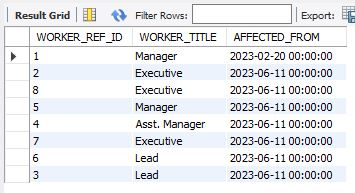 Result Grid Filter Rows: Export:
WORKER_REF_ID WORKER_TITLE AFFECTED_FROM
1 Manager 2023-02-20 00:00:00
2 Executive 2023-06-11 00:00:00
8 Executive 2023-06-11 00:00:00
5 Manager 2023-06-11 00:00:00
4 Asst. Manager 2023-06-11 00:00:00
7 Executive 2023-06-11 00:00:00
6 Lead 2023-06-11 00:00:00
3 Lead 2023-06-11 00:00:00